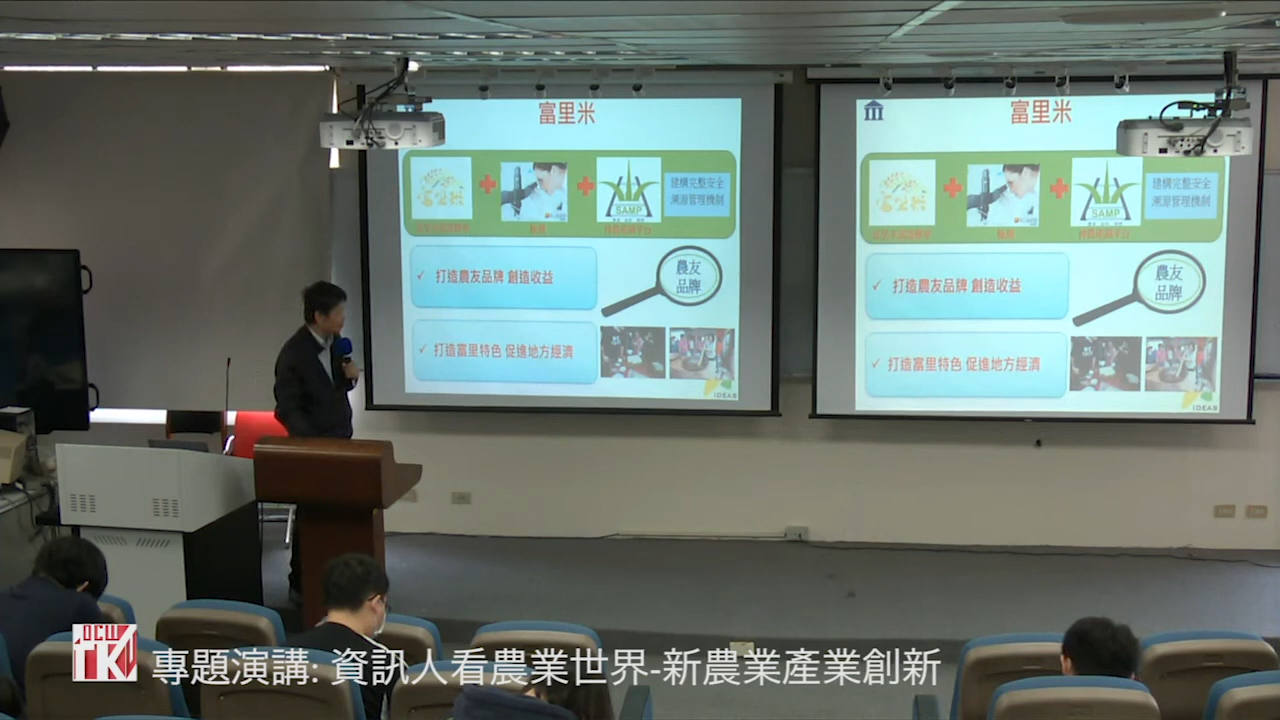 富里米
SAMP
建構完整安全
溯源管理機制
✓ 打造農友品牌 創造收益
農友
品牌
✓ 打造富里特色 促進地方經濟
IDEAS
富里米
SAMP
建構完整安全
溯源管理機制
✓ 打造農友品牌 創造收益
農友
品牌
✓ 打造富里特色 促進地方經濟
IDEAS
OCW
專題演講: 資訊人看農業世界-新農業產業創新